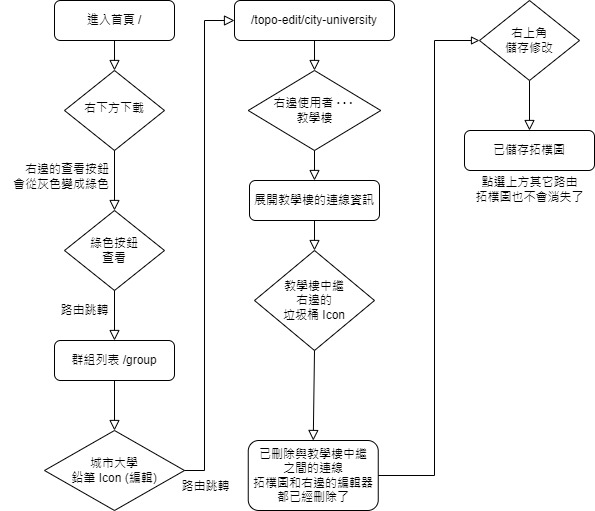 進入首頁 /
右下方下載
右邊的查看按鈕
會從灰色變成綠色
綠色按鈕
查看
路由跳轉
群組列表 /group
城市大學
鉛筆 Icon (編輯)
路由跳轉
/topo-edit/city-university
右邊使用者 · · ·
教學樓
展開教學樓的連線資訊
教學樓中繼
右邊的
垃圾桶 Icon
已刪除與教學樓中繼
之間的連線
拓樸圖和右邊的編輯器
都已經刪除了
右上角
儲存修改
已儲存拓樸圖
點選上方其它路由
拓樸圖也不會消失了